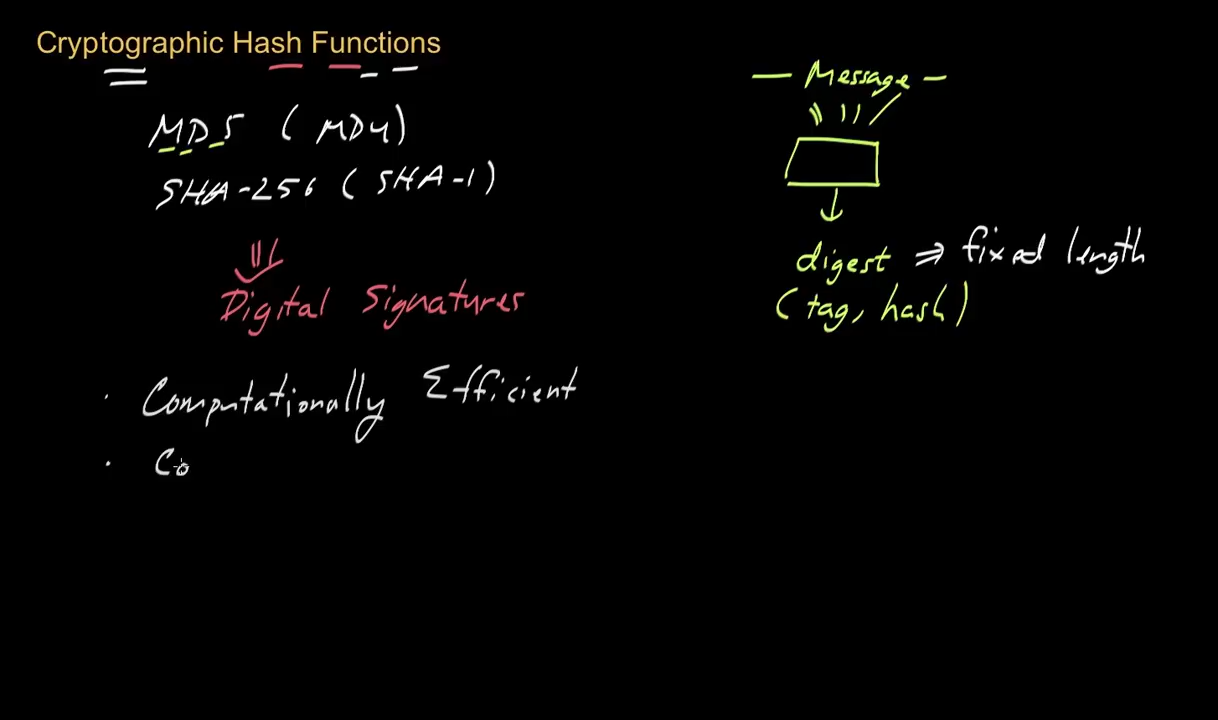 Cryptographic Hash Functions
MD5 (MD4)
SHA-256 (SHA-1)
Digital Signatures
· Computationally Efficient
· Co
- Message -
digest ⇒ fixed length
(tag, hash)